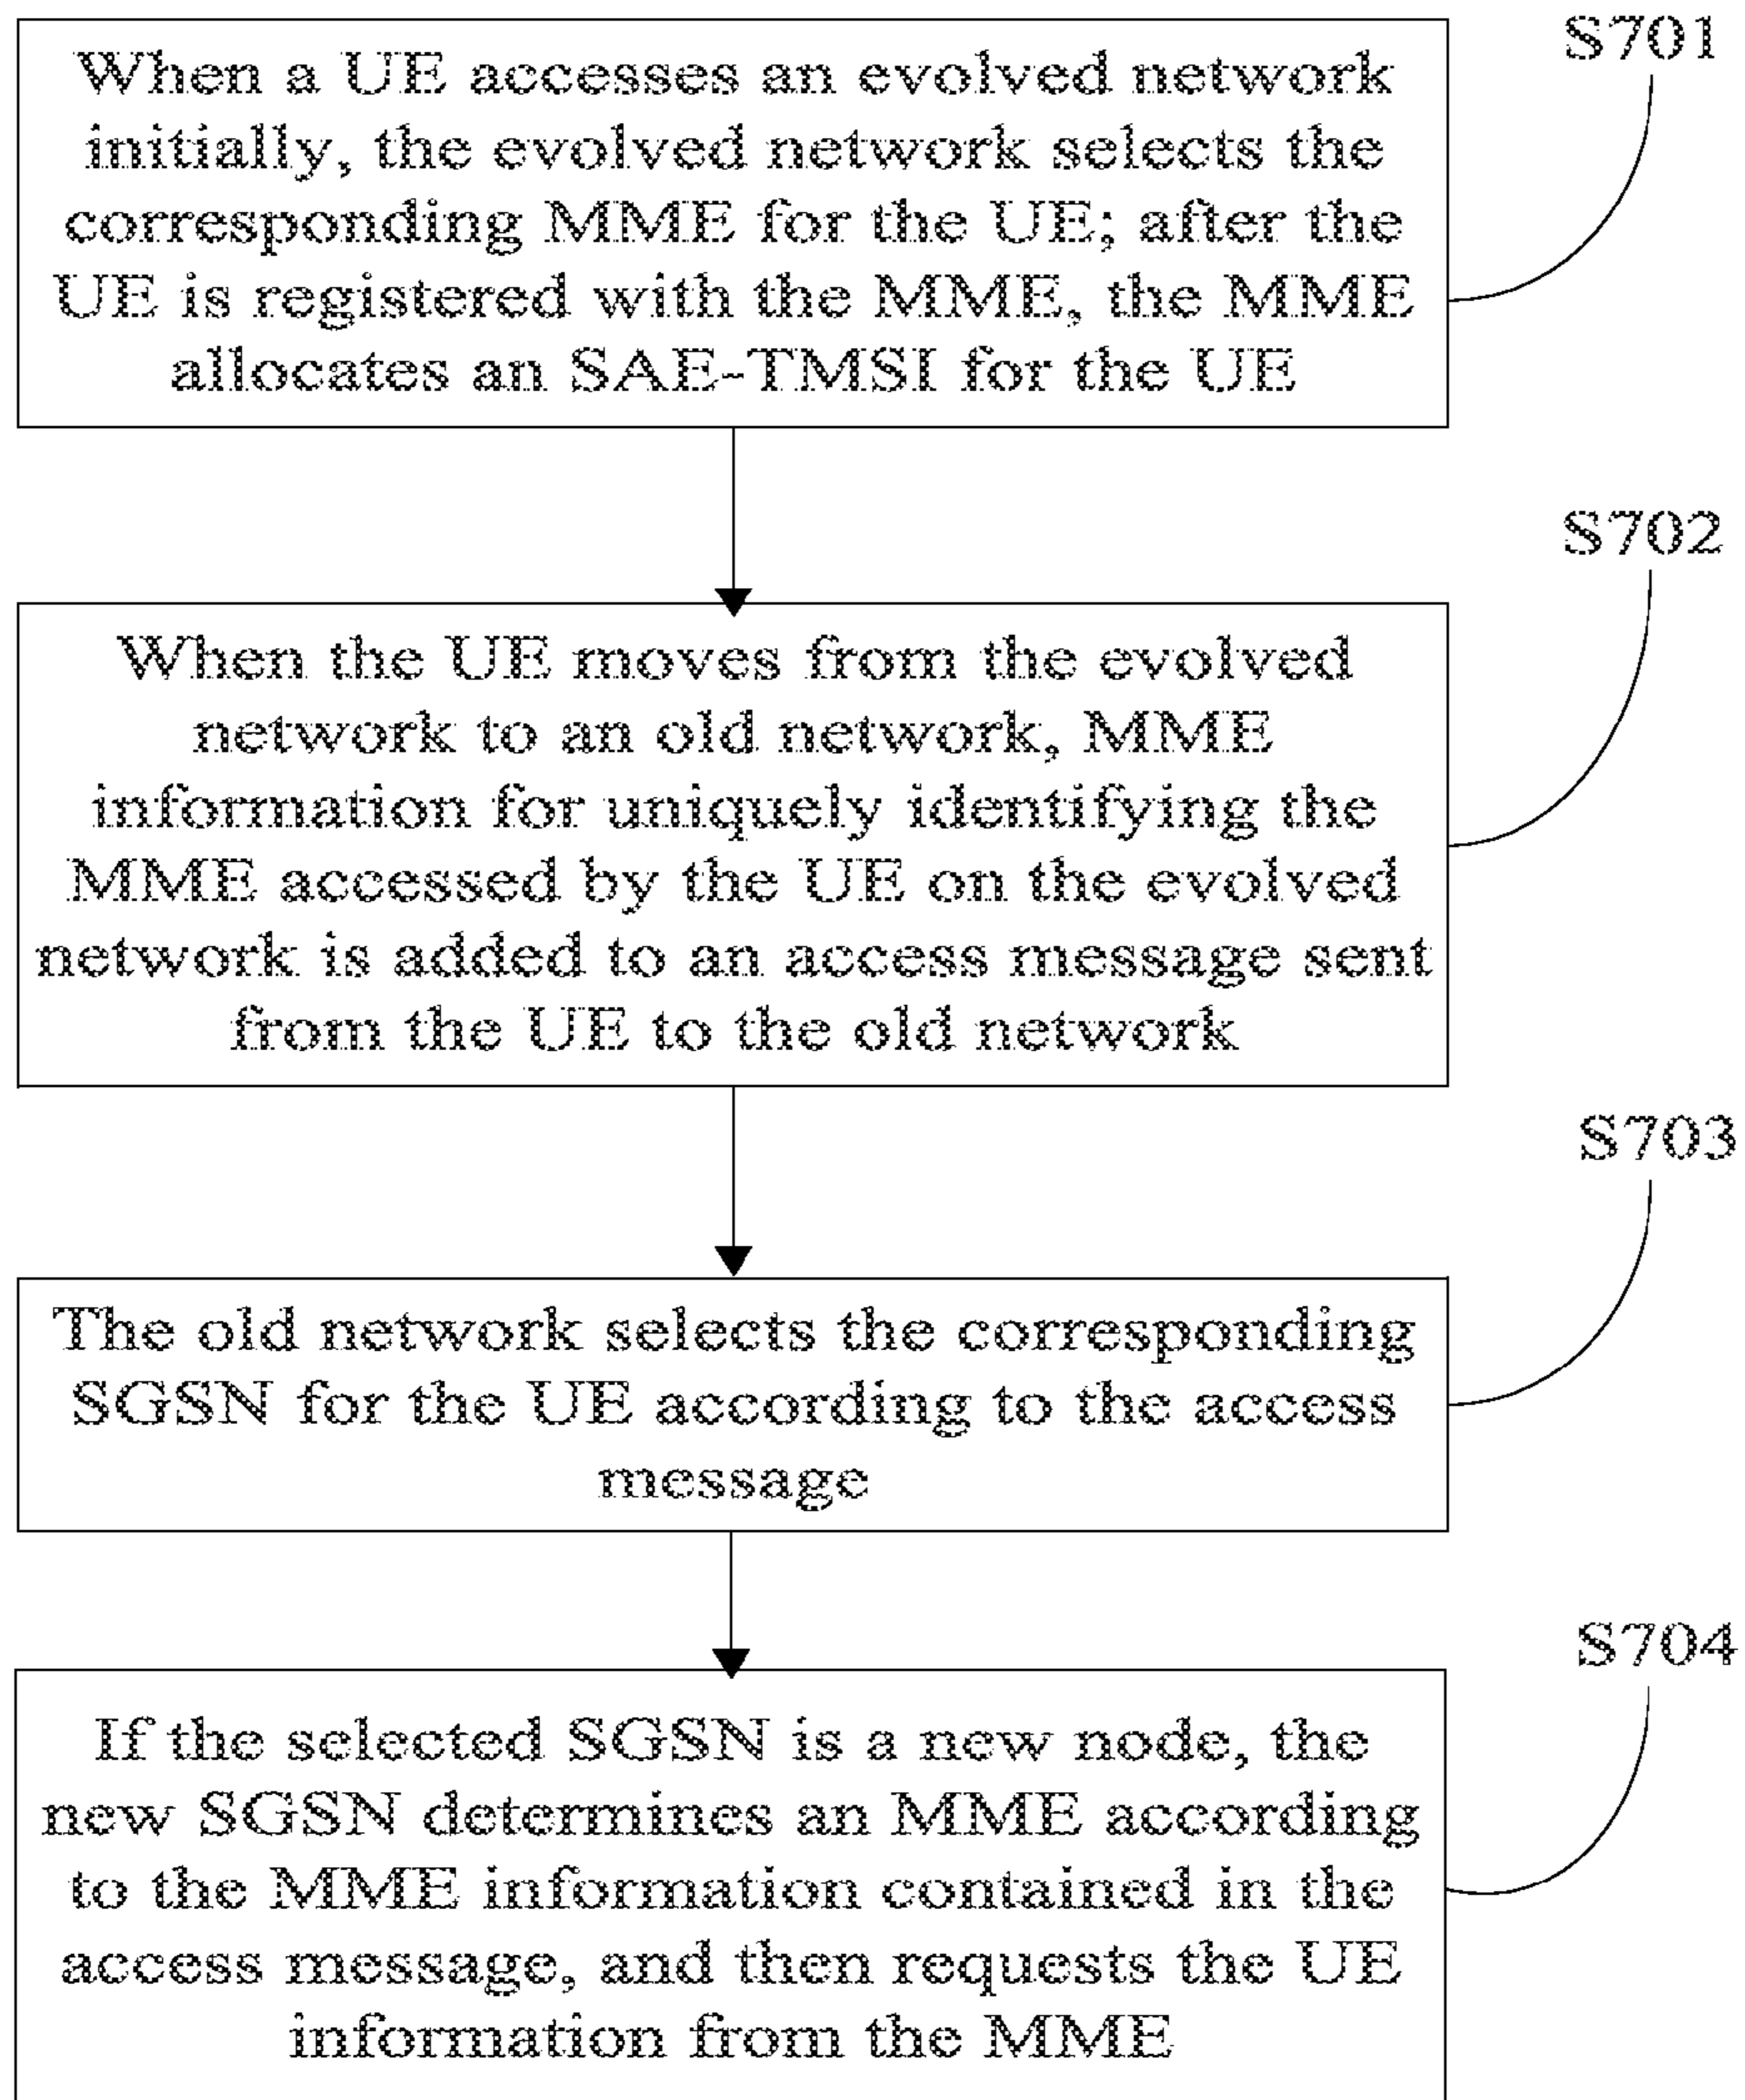 When a UE accesses an evolved network
initially, the evolved network selects the
corresponding MME for the UE; after the
UE is registered with the MME, the MME
allocates an SAE-TMSI for the UE
S701
When the UE moves from the evolved
network to an old network, MME
information for uniquely identifying the
MME accessed by the UE on the evolved
network is added to an access message sent
from the UE to the old network
S702
The old network selects the corresponding
SGSN for the UE according to the access
message
S703
If the selected SGSN is a new node, the
new SGSN determines an MME according
to the MME information contained in the
access message, and then requests the UE
information from the MME
S704